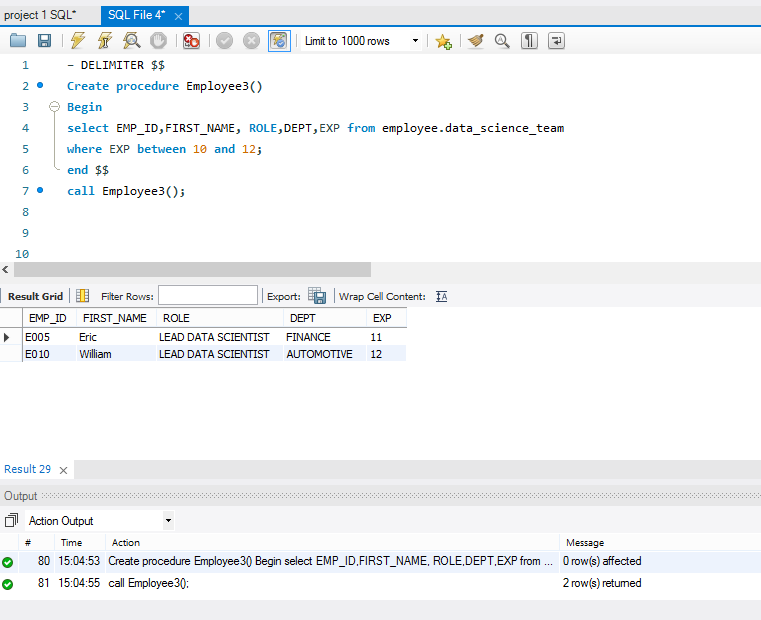 project 1 SQL*
SQL File 4*
Limit to 1000 rows
1 – DELIMITER $$
2 Create procedure Employee3()
3 Begin
4 select EMP_ID,FIRST_NAME, ROLE,DEPT,EXP from employee.data_science_team
5 where EXP between 10 and 12;
6 end $$
7 call Employee3();
8
9
10
Result Grid Filter Rows: Export: Wrap Cell Content:
EMP_ID FIRST_NAME ROLE DEPT EXP
E005 Eric LEAD DATA SCIENTIST FINANCE 11
E010 William LEAD DATA SCIENTIST AUTOMOTIVE 12
Result 29
Output
Action Output
# Time Action Message
80 15:04:53 Create procedure Employee3() Begin select EMP_ID,FIRST_NAME, ROLE,DEPT,EXP from ... 0 row(s) affected
81 15:04:55 call Employee3(); 2 row(s) returned